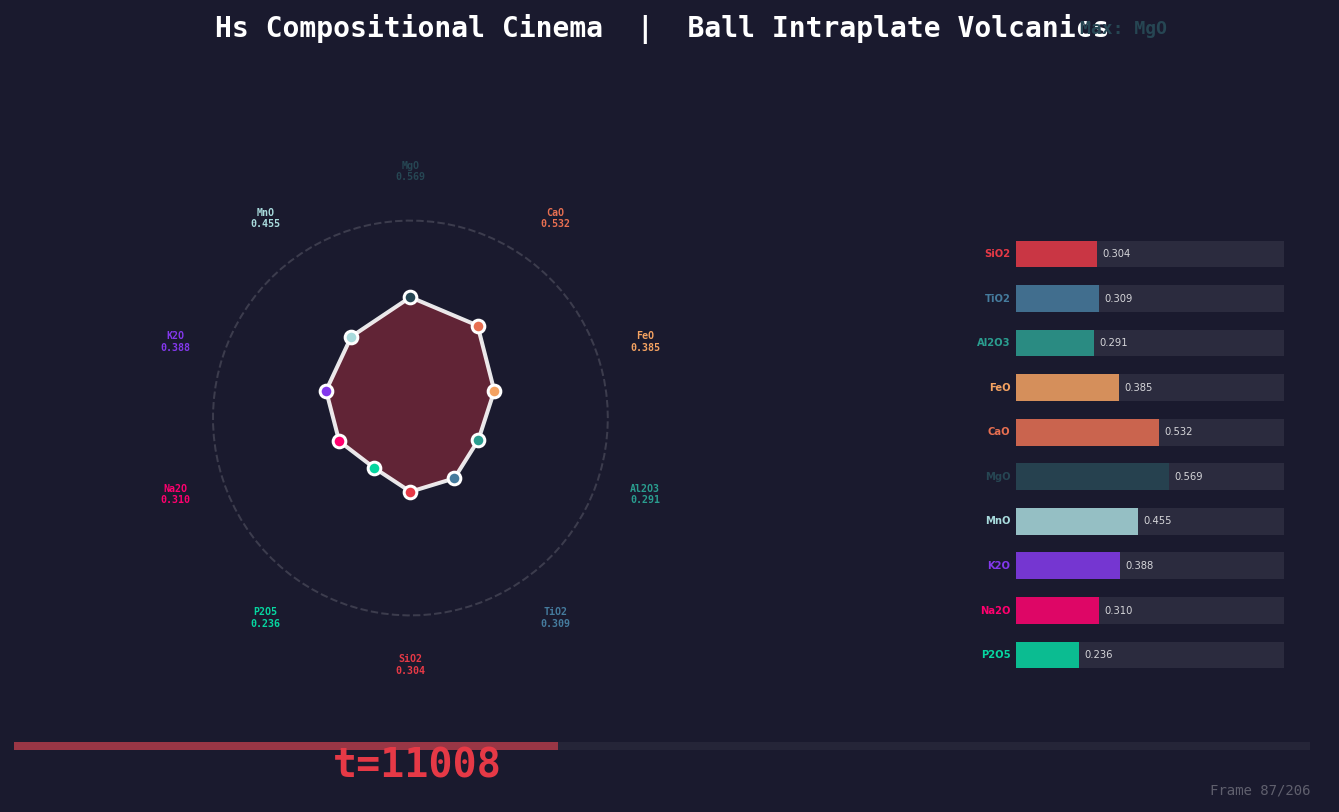 Hs Compositional Cinema | Ball Intraplate Volcanics
Max: MgO
MgO
0.569
MnO
0.455
CaO
0.532
K2O
0.388
FeO
0.385
Na2O
0.310
Al2O3
0.291
P2O5
0.236
TiO2
0.309
SiO2
0.304
SiO2 0.304
TiO2 0.309
Al2O3 0.291
FeO 0.385
CaO 0.532
MgO 0.569
MnO 0.455
K2O 0.388
Na2O 0.310
P2O5 0.236
t=11008
Frame 87/206